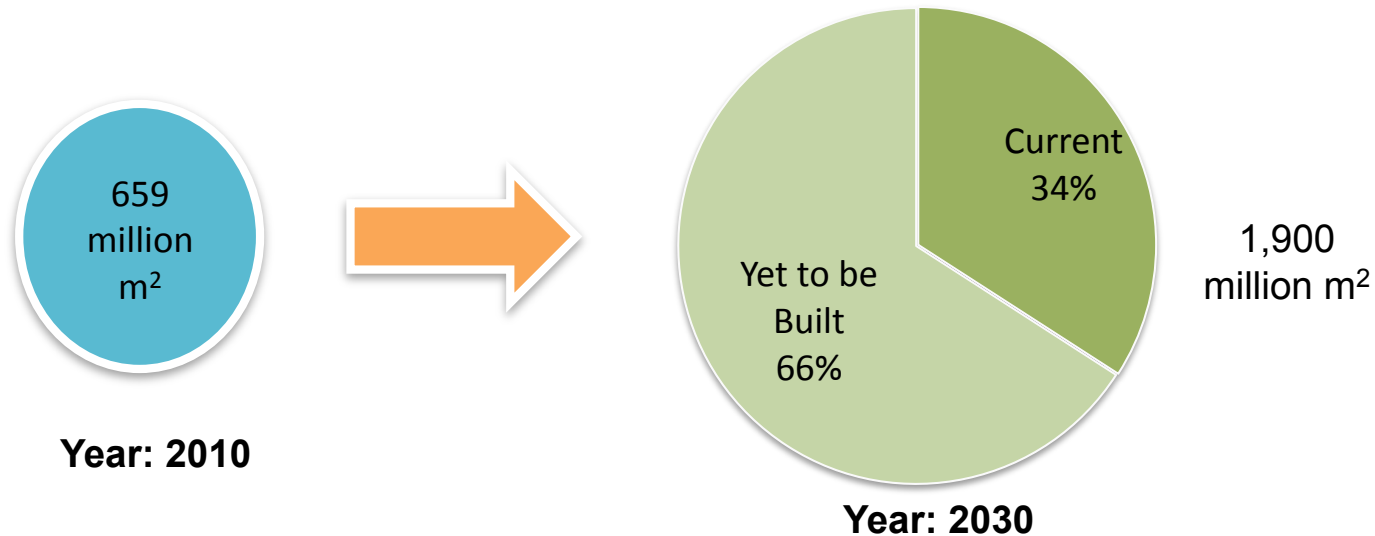 659
million
m²
Year: 2010
Current
34%
Yet to be
Built
66%
1,900
million m²
Year: 2030